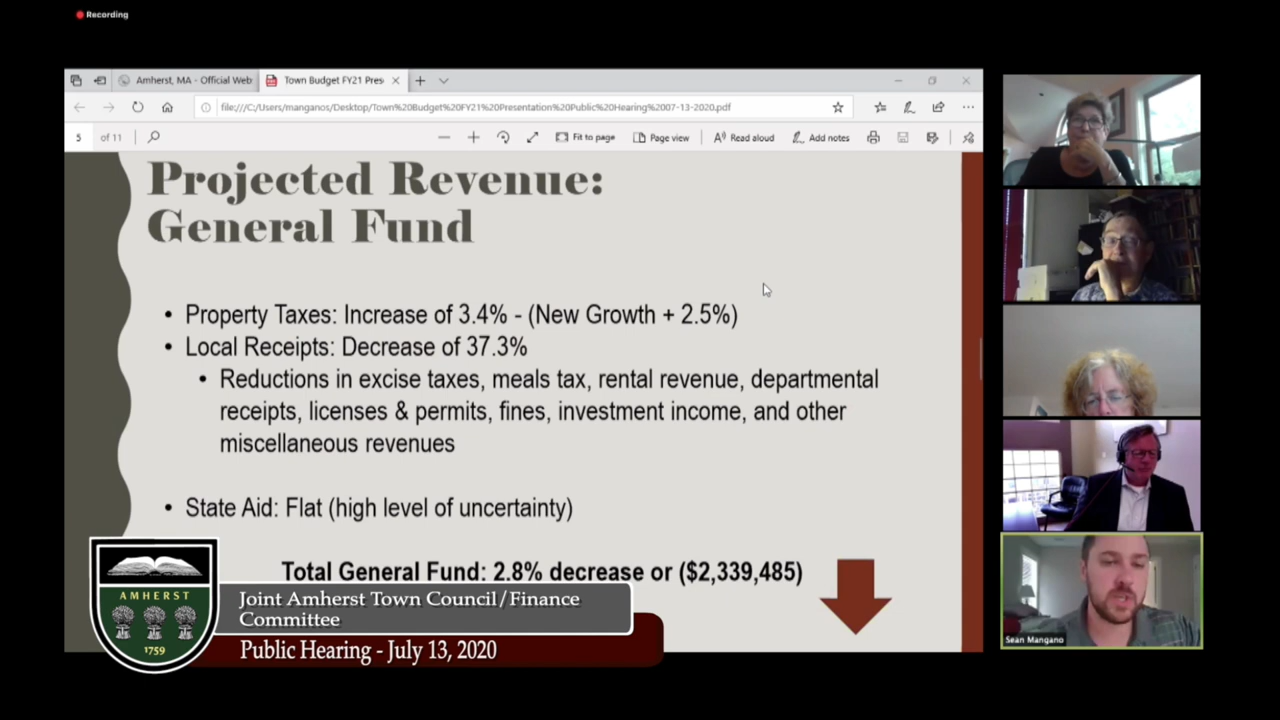 Recording
Amherst, MA - Official Web
Town Budget FY21 Pres
file:///C:/Users/manganos/Desktop/Town%20Budget%20FY21%20Presentation%20Public%20Hearing%2007-13-2020.pdf
5 of 11
Fit to page
Page view
Read aloud
Add notes
Projected Revenue:
General Fund
• Property Taxes: Increase of 3.4% - (New Growth + 2.5%)
• Local Receipts: Decrease of 37.3%
• Reductions in excise taxes, meals tax, rental revenue, departmental
receipts, licenses & permits, fines, investment income, and other
miscellaneous revenues
• State Aid: Flat (high level of uncertainty)
Total General Fund: 2.8% decrease or ($2,339,485)
AMHERST
1759
Joint Amherst Town Council/Finance
Committee
Public Hearing - July 13, 2020
Sean Mangano